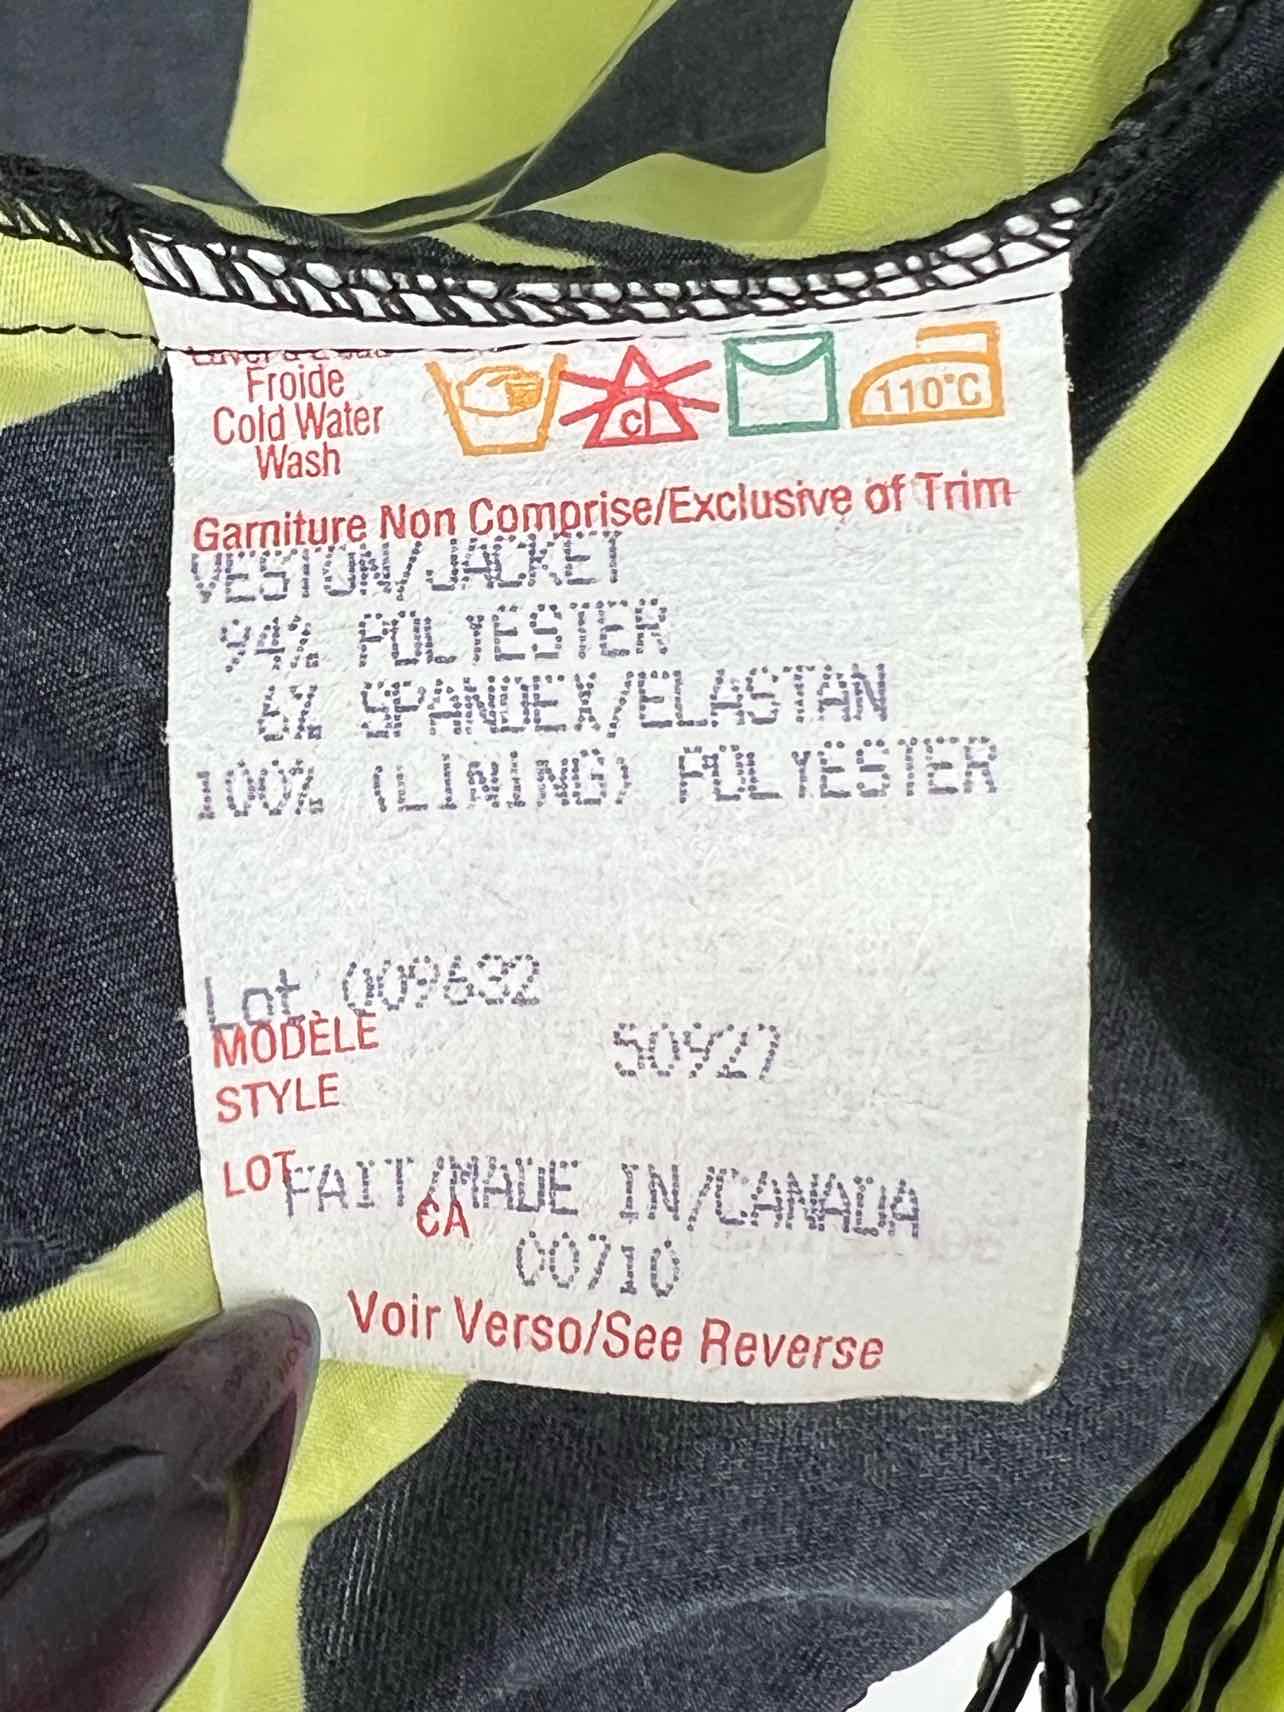 Froide
Cold Water
Wash
cl
110°C
Garniture Non Comprise/Exclusive of Trim
VESTON/JACKET
94% POLYESTER
6% SPANDEX/ELASTAN
100% (LINING) POLYESTER
Lot 009632
MODÈLE
STYLE
50927
LOT
FAIT/MADE IN/CANADA
CA
00710
Voir Verso/See Reverse